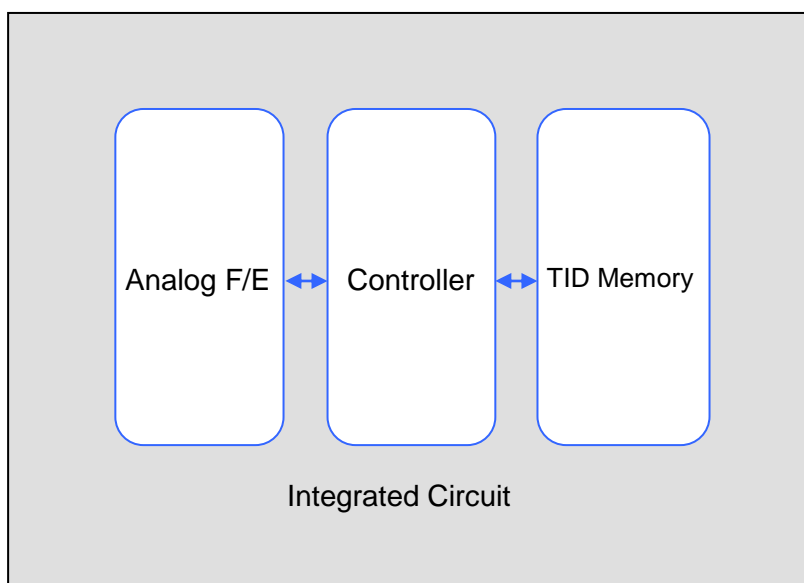 Analog F/E
Controller
TID Memory
Integrated Circuit